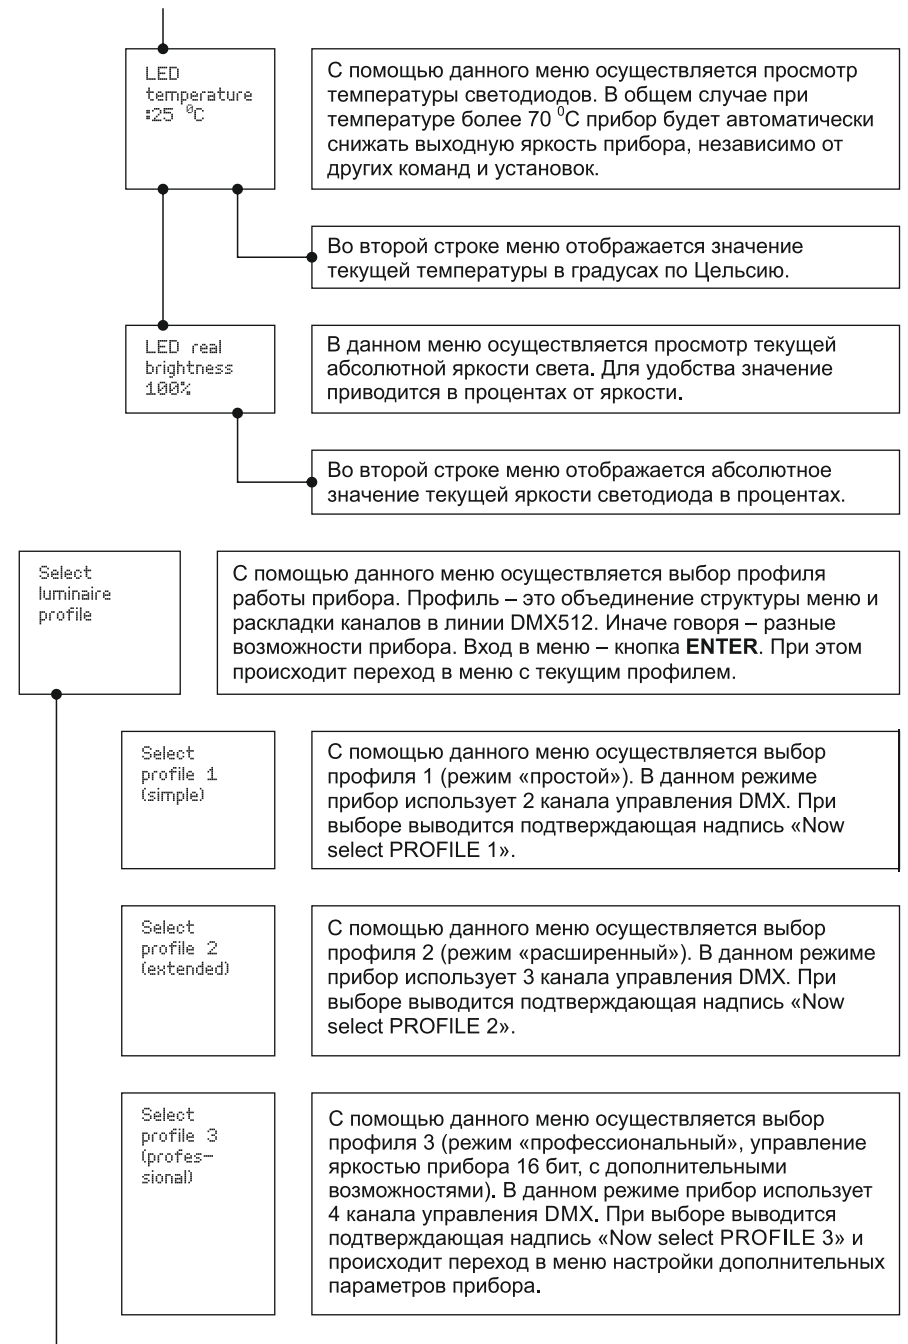 LED
temperature
:25 ⁰C
С помощью данного меню осуществляется просмотр
температуры светодиодов. В общем случае при
температуре более 70 ⁰С прибор будет автоматически
снижать выходную яркость прибора, независимо от
других команд и установок.
Во второй строке меню отображается значение
текущей температуры в градусах по Цельсию.
LED real
brightness
100%
В данном меню осуществляется просмотр текущей
абсолютной яркости света. Для удобства значение
приводится в процентах от яркости.
Во второй строке меню отображается абсолютное
значение текущей яркости светодиода в процентах.
Select
luminaire
profile
С помощью данного меню осуществляется выбор профиля
работы прибора. Профиль – это объединение структуры меню и
раскладки каналов в линии DMX512. Иначе говоря – разные
возможности прибора. Вход в меню – кнопка ENTER. При этом
происходит переход в меню с текущим профилем.
Select
profile 1
(simple)
С помощью данного меню осуществляется выбор
профиля 1 (режим «простой»). В данном режиме
прибор использует 2 канала управления DMX. При
выборе выводится подтверждающая надпись «Now
select PROFILE 1».
Select
profile 2
(extended)
С помощью данного меню осуществляется выбор
профиля 2 (режим «расширенный»). В данном режиме
прибор использует 3 канала управления DMX. При
выборе выводится подтверждающая надпись «Now
select PROFILE 2».
Select
profile 3
(profes-
sional)
С помощью данного меню осуществляется выбор
профиля 3 (режим «профессиональный», управление
яркостью прибора 16 бит, с дополнительными
возможностями). В данном режиме прибор использует
4 канала управления DMX. При выборе выводится
подтверждающая надпись «Now select PROFILE 3» и
происходит переход в меню настройки дополнительных
параметров прибора.